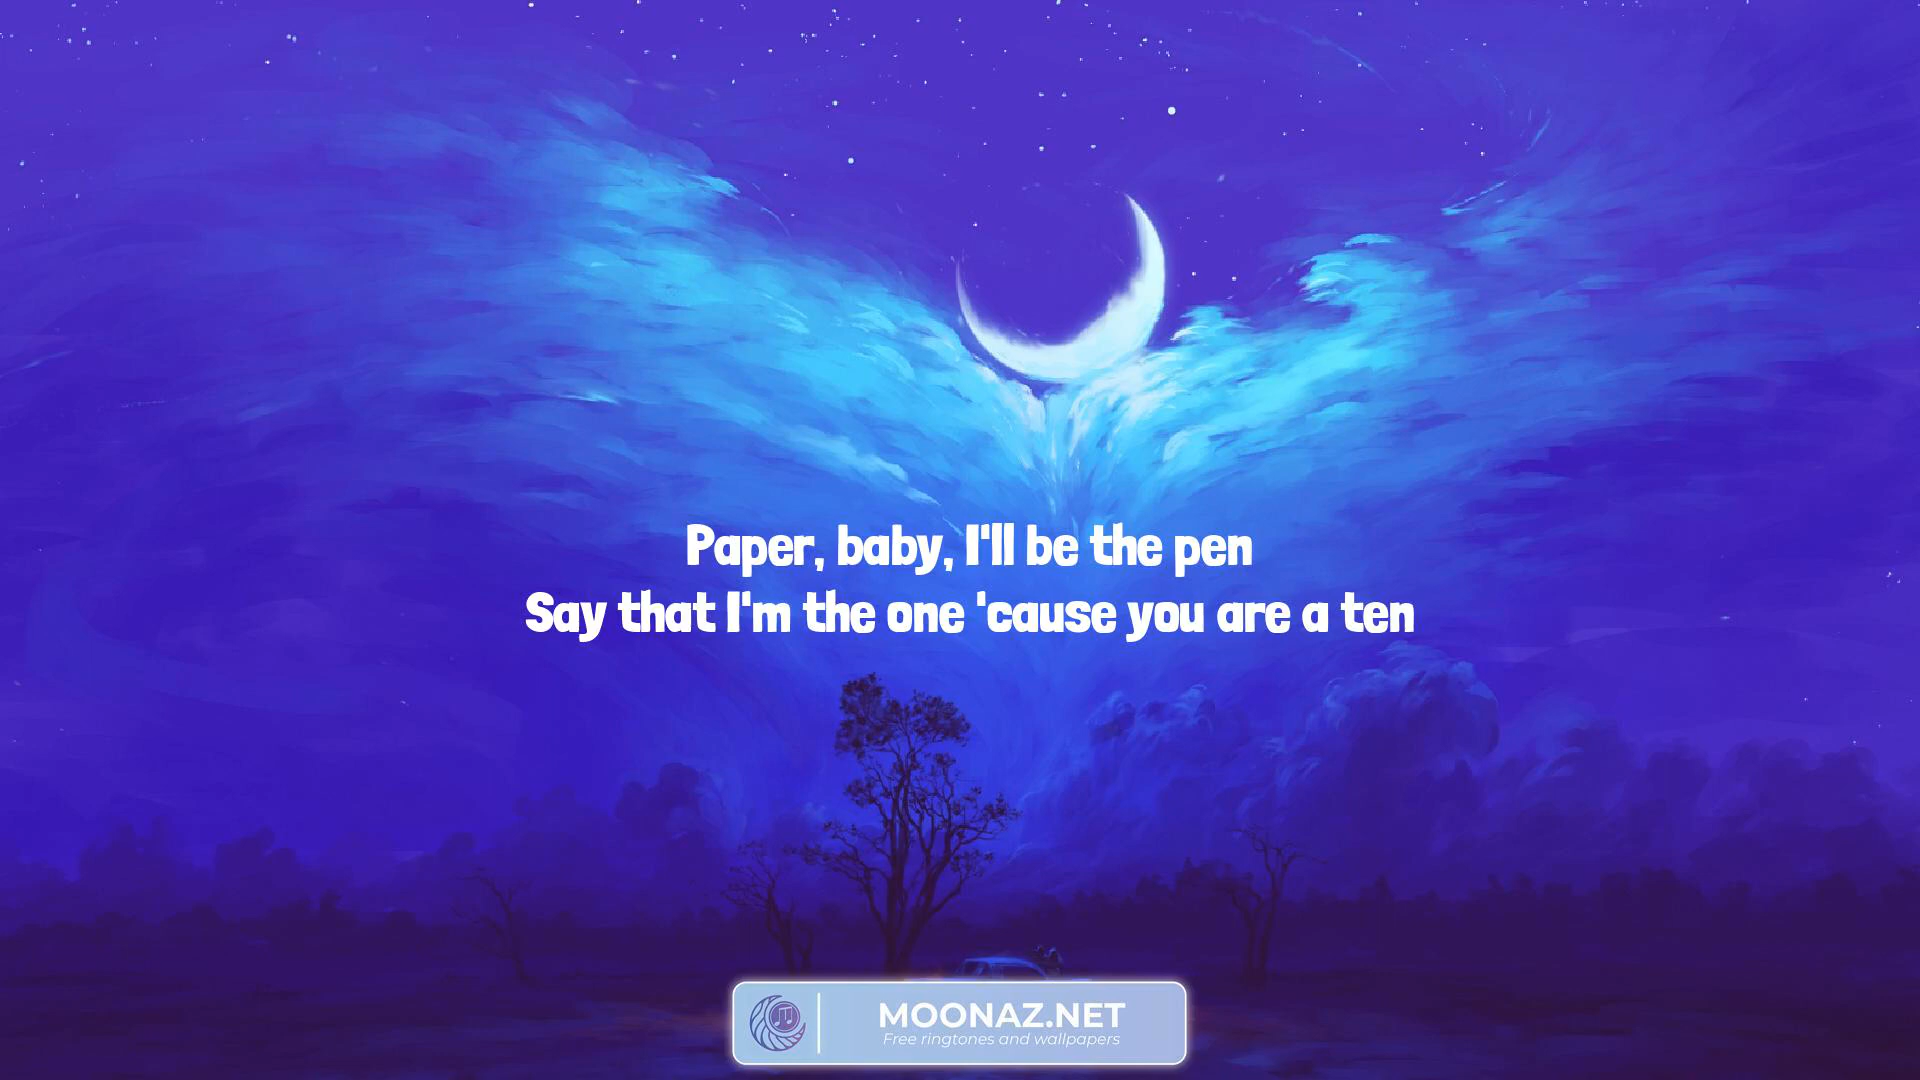 Paper, baby, I'll be the pen
Say that I'm the one 'cause you are a ten
MOONAZ.NET
Free ringtones and wallpapers